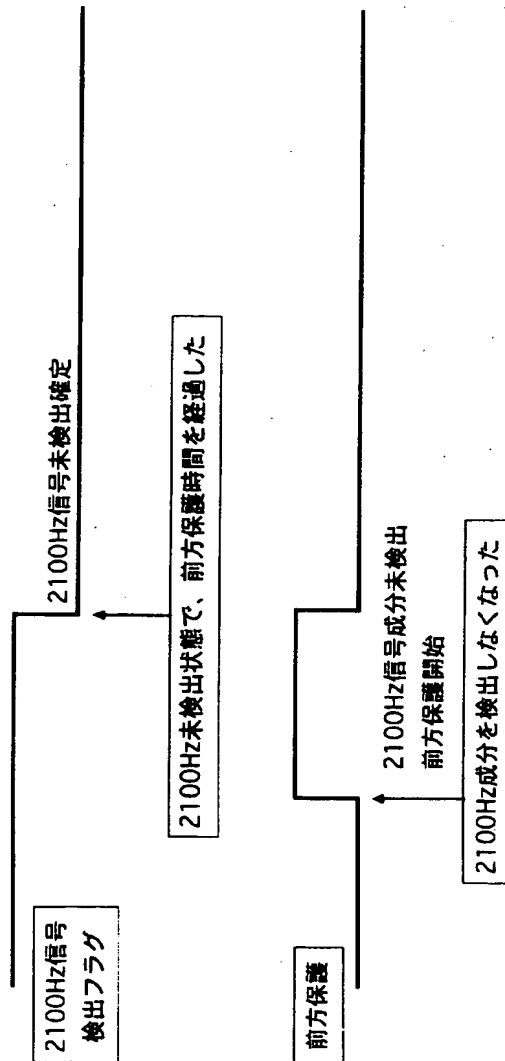 2100Hz信号
検出フラグ
2100Hz信号未検出確定
2100Hz未検出状態で、前方保護時間を経過した
前方保護
2100Hz信号成分未検出
前方保護開始
2100Hz成分を検出しなくなった